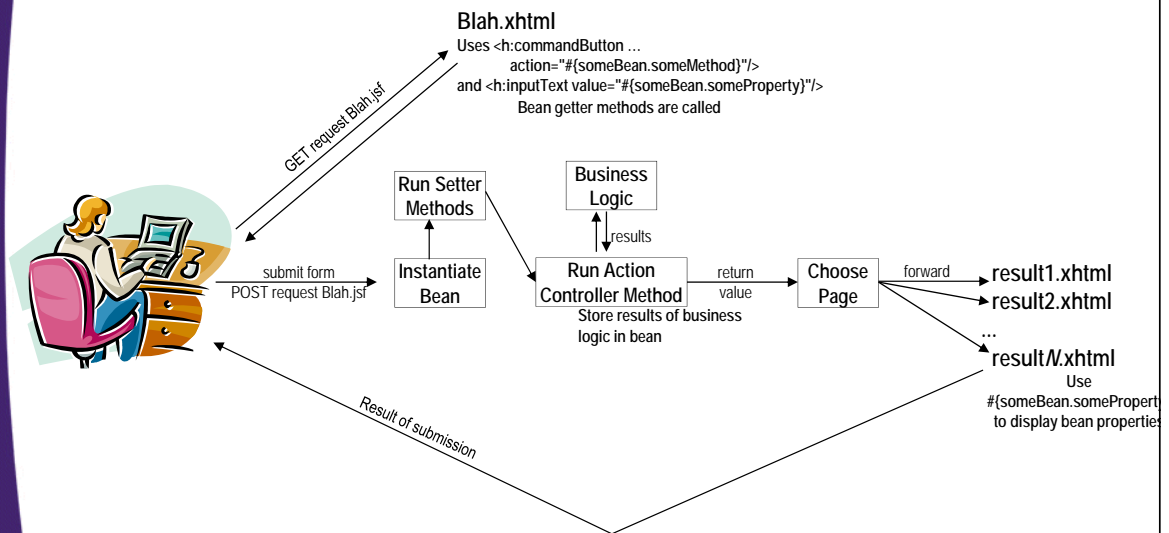 Blah.xhtml
Uses <h:commandButton ...
action="#{someBean.someMethod}"/>
and <h:inputText value="#{someBean.someProperty}"/>
Bean getter methods are called
GET request Blah.jsf
Run Setter
Methods
Business
Logic
results
submit form
POST request Blah.jsf
Instantiate
Bean
Run Action
Controller Method
Store results of business
logic in bean
return
value
Choose
Page
forward
result1.xhtml
result2.xhtml
...
resultN.xhtml
Use
#{someBean.someProperty
to display bean properties
Result of submission